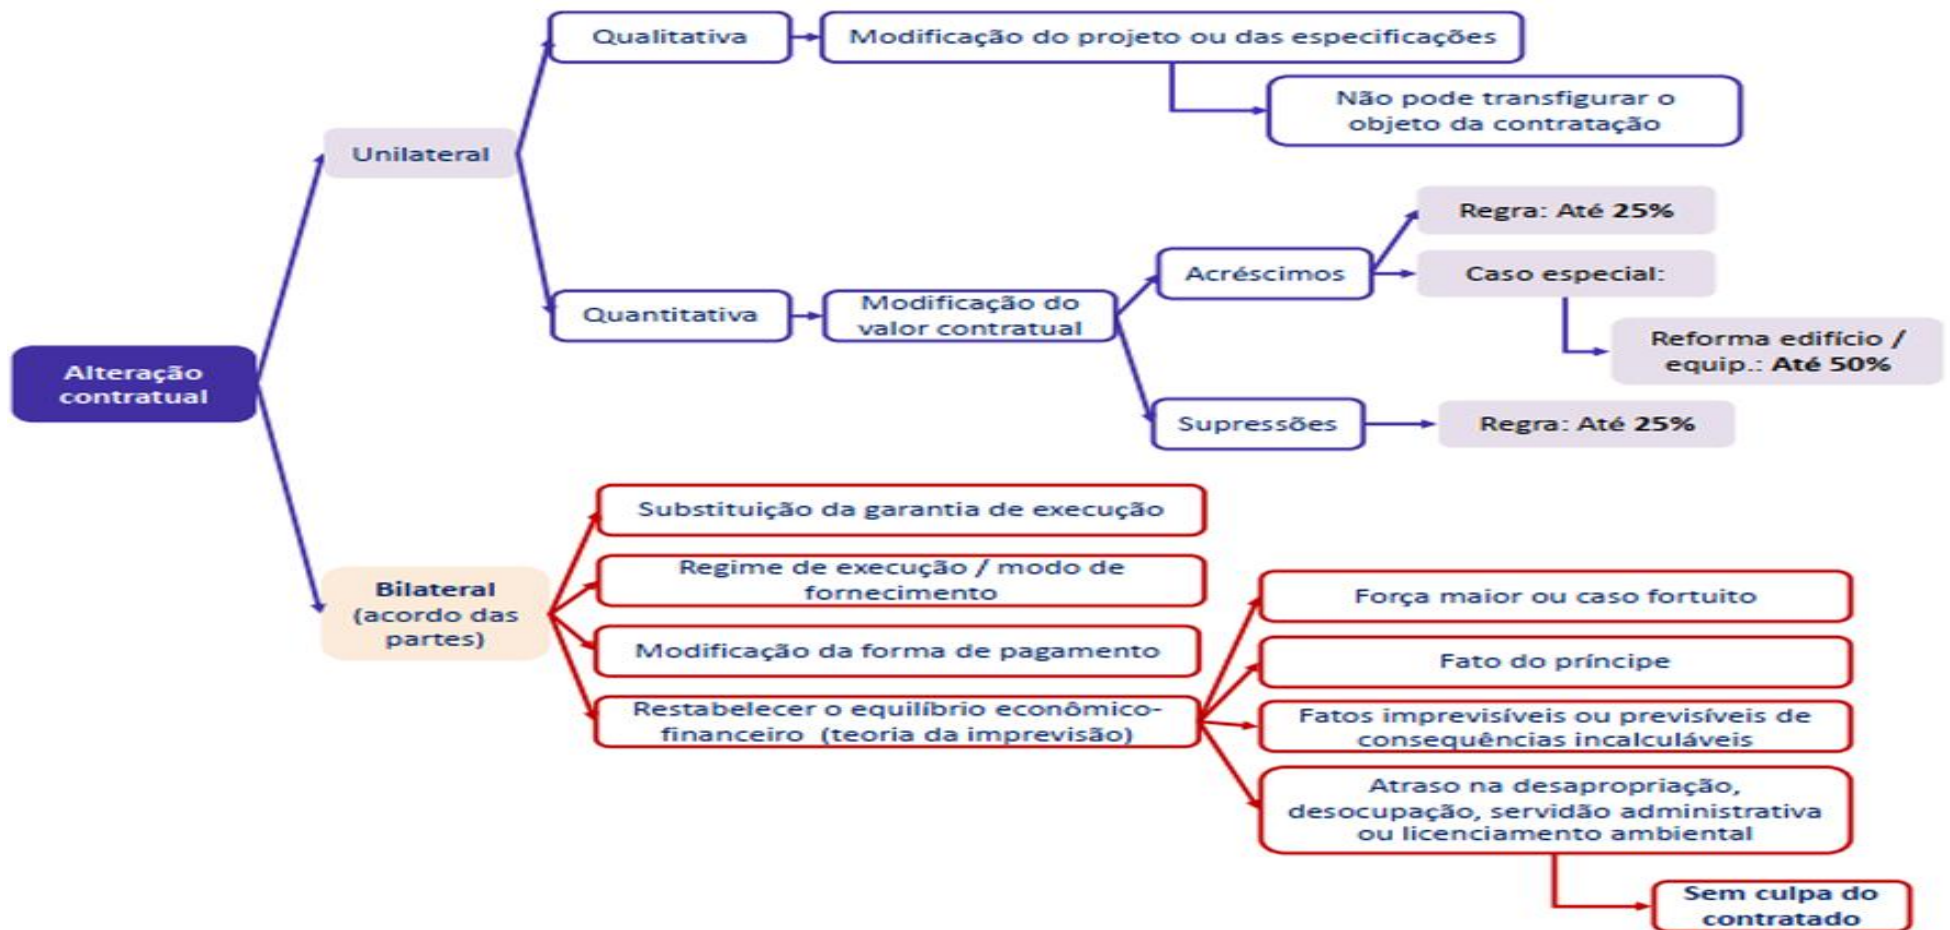 Alteração
contratual
Unilateral
Qualitativa
Modificação do projeto ou das especificações
Não pode transfigurar o
objeto da contratação
Quantitativa
Modificação do
valor contratual
Acréscimos
Regra: Até 25%
Caso especial:
Reforma edifício /
equip.: Até 50%
Supressões
Regra: Até 25%
Bilateral
(acordo das
partes)
Substituição da garantia de execução
Regime de execução / modo de
fornecimento
Modificação da forma de pagamento
Restabelecer o equilíbrio econômico-
financeiro (teoria da imprevisão)
Força maior ou caso fortuito
Fato do príncipe
Fatos imprevisíveis ou previsíveis de
consequências incalculáveis
Atraso na desapropriação,
desocupação, servidão administrativa
ou licenciamento ambiental
Sem culpa do
contratado